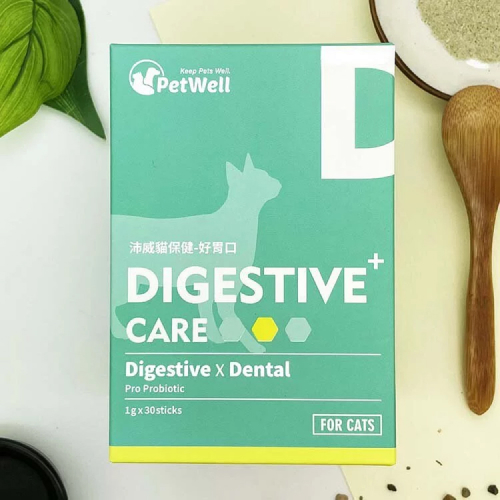 Keep Pets Well.
PetWell
D
沛威貓保健-好胃口
DIGESTIVE+
CARE
Digestive X Dental
Pro Probiotic
1g x 30sticks
FOR CATS